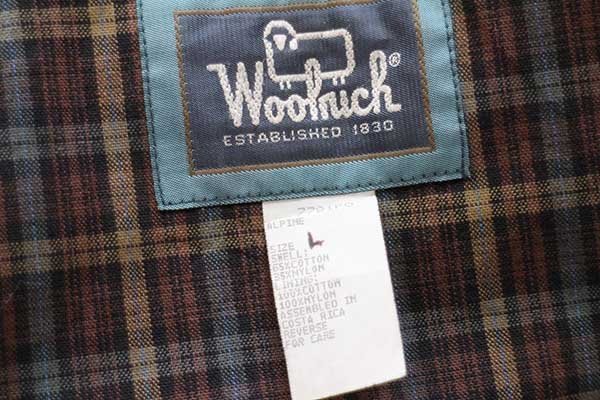 Woolrich®
ESTABLISHED 1830
ALPINE
SIZE L
SWELL:
65%COTTON
35%NYLON
LINING:
100%COTTON
100%NYLON
ASSEMBLED IN
COSTA RICA
REVERSE
FOR CARE